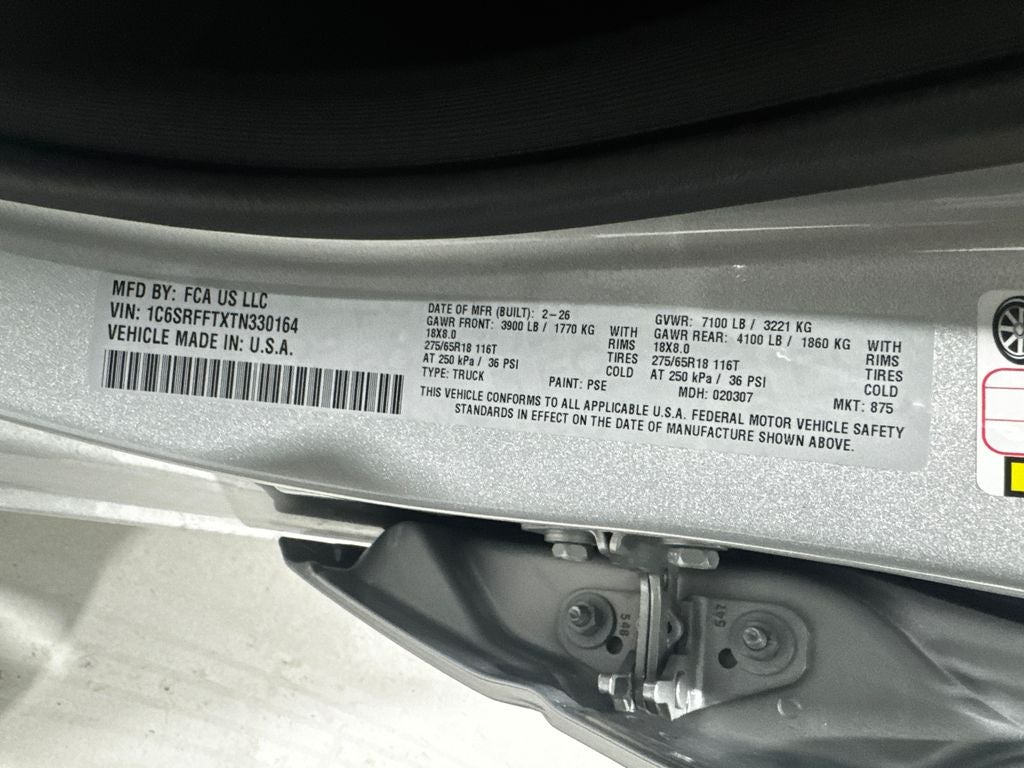 MFD BY: FCA US LLC
VIN: 1C6SRFFTXTN330164
VEHICLE MADE IN: U.S.A.
DATE OF MFR (BUILT): 2-26
GAWR FRONT: 3900 LB / 1770 KG WITH
18X8.0 RIMS
275/65R18 116T TIRES
AT 250 kPa / 36 PSI COLD
TYPE: TRUCK
PAINT: PSE
GVWR: 7100 LB / 3221 KG
GAWR REAR: 4100 LB / 1860 KG WITH
18X8.0 RIMS
275/65R18 116T TIRES
AT 250 kPa / 36 PSI COLD
MDH: 020307 MKT: 875
THIS VEHICLE CONFORMS TO ALL APPLICABLE U.S.A. FEDERAL MOTOR VEHICLE SAFETY
STANDARDS IN EFFECT ON THE DATE OF MANUFACTURE SHOWN ABOVE.
548
547